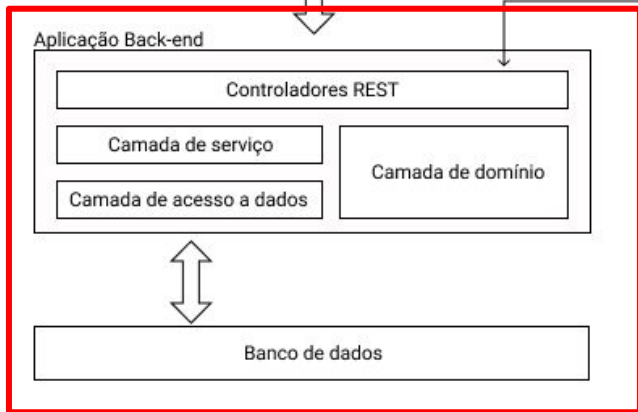 Aplicação Back-end
Controladores REST
Camada de serviço
Camada de domínio
Camada de acesso a dados
Banco de dados